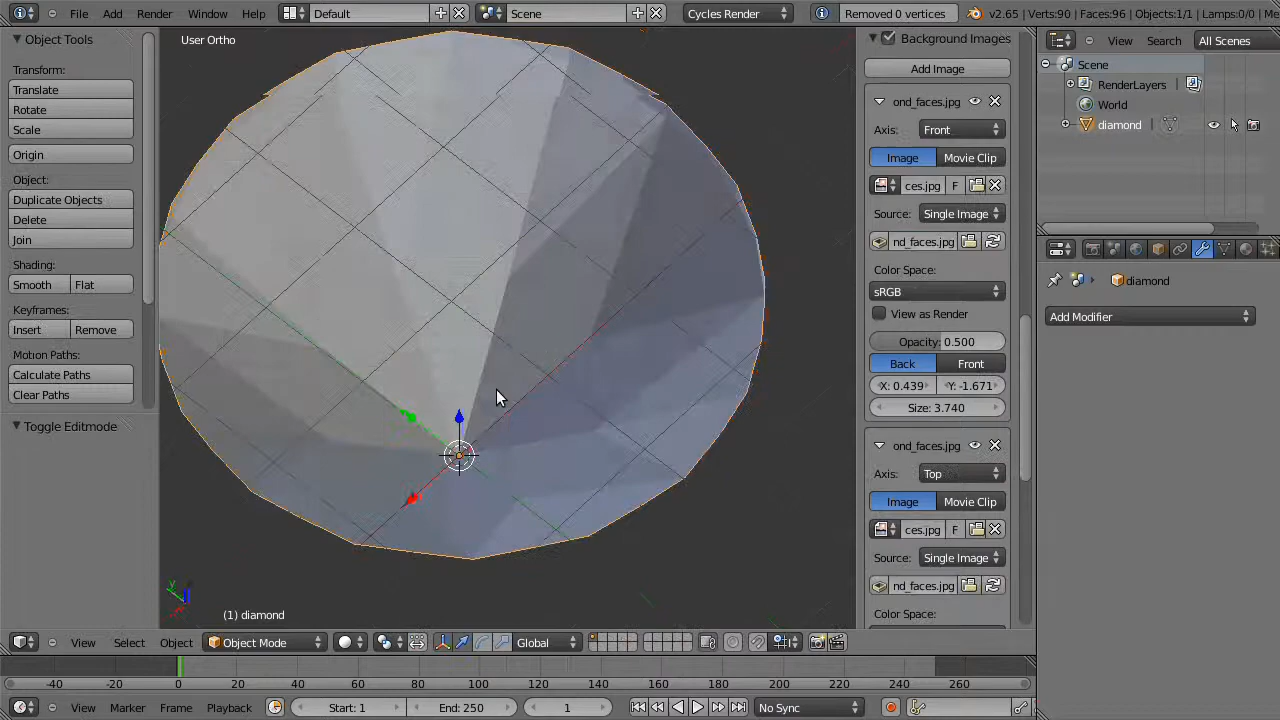 File Add Render Window Help Default Scene Cycles Render Removed 0 vertices v2.65 | Verts:90 | Faces:96 | Objects:1/1 | Lamps:0/0 | Me
Object Tools
Transform:
Translate
Rotate
Scale
Origin
Object:
Duplicate Objects
Delete
Join
Shading:
Smooth Flat
Keyframes:
Insert Remove
Motion Paths:
Calculate Paths
Clear Paths
Toggle Editmode
User Ortho
y
(1) diamond
Background Images
Add Image
ond_faces.jpg
Axis: Front
Image Movie Clip
ces.jpg F
Source: Single Image
nd_faces.jpg
Color Space:
sRGB
View as Render
Opacity: 0.500
Back Front
X: 0.439 Y: -1.671
Size: 3.740
ond_faces.jpg
Axis: Top
Image Movie Clip
ces.jpg F
Source: Single Image
nd_faces.jpg
Color Space:
View Search All Scenes
Scene
RenderLayers
World
diamond
diamond
Add Modifier
View Select Object Object Mode Global
-40 -20 0 20 40 60 80 100 120 140 160 180 200 220 240 260
View Marker Frame Playback Start: 1 End: 250 1 No Sync